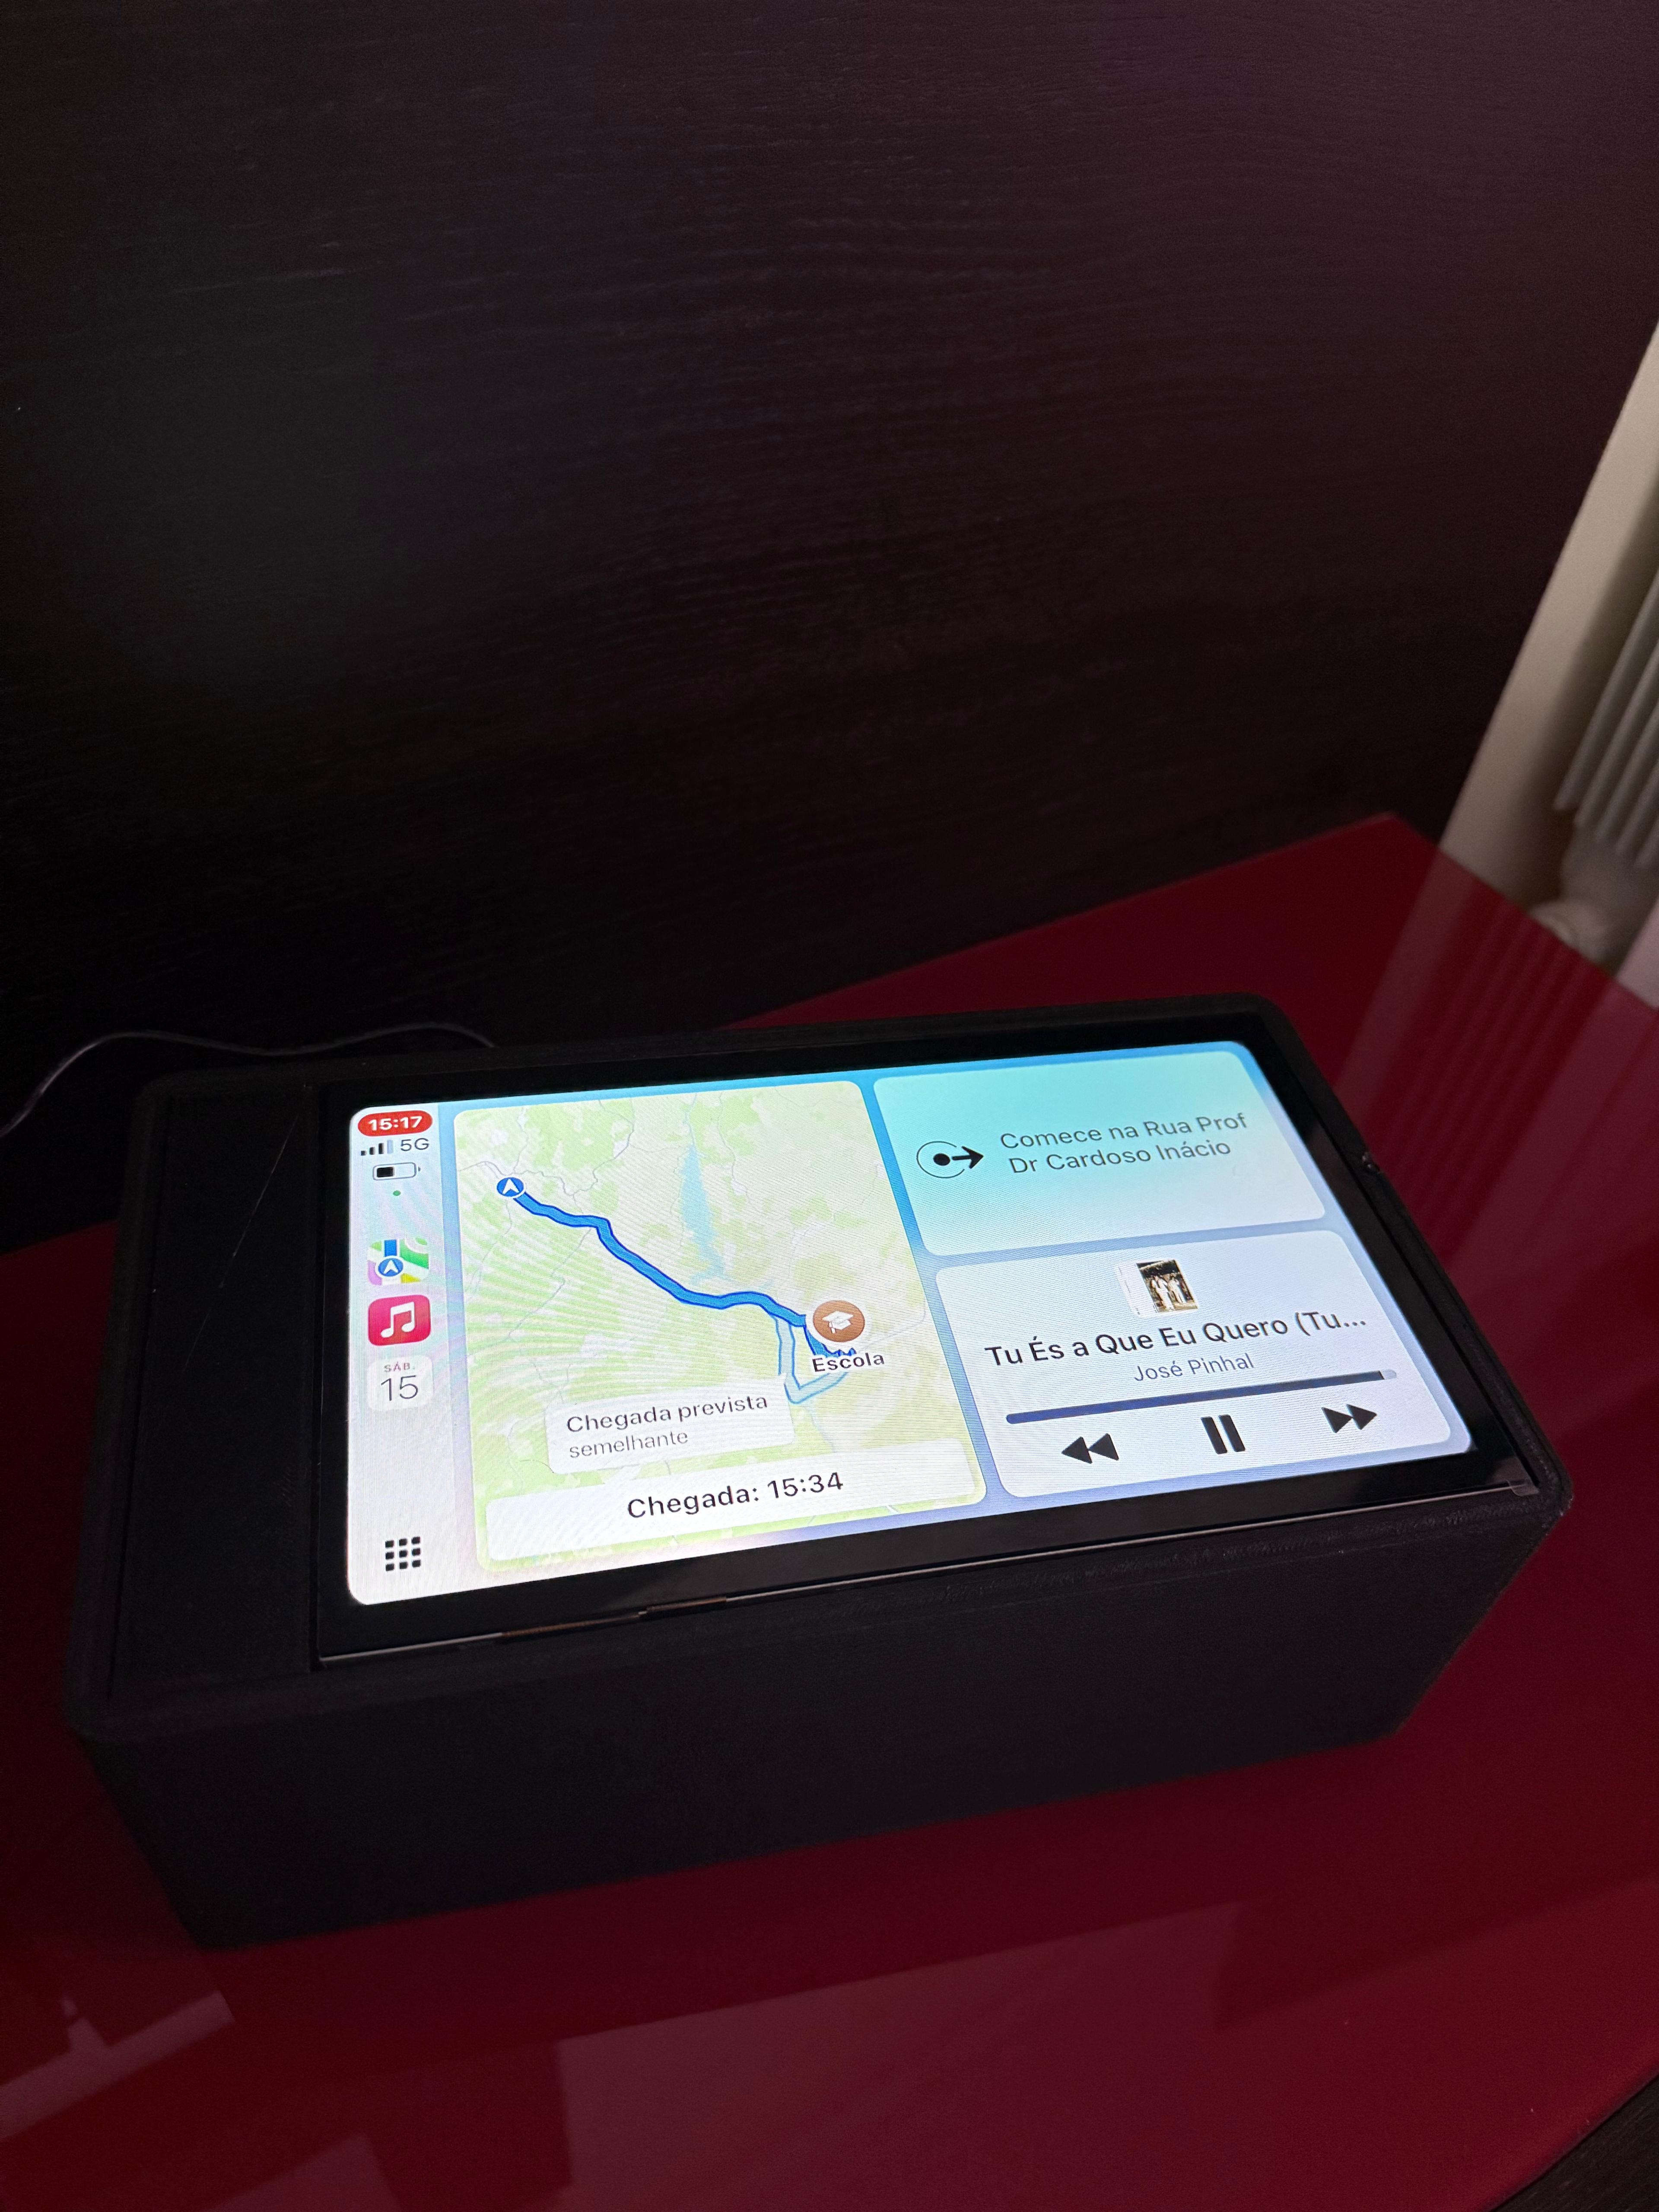 15:17
5G
SÁB.
15
Escola
Chegada prevista
semelhante
Chegada: 15:34
Comece na Rua Prof
Dr Cardoso Inácio
Tu És a Que Eu Quero (Tu...
José Pinhal